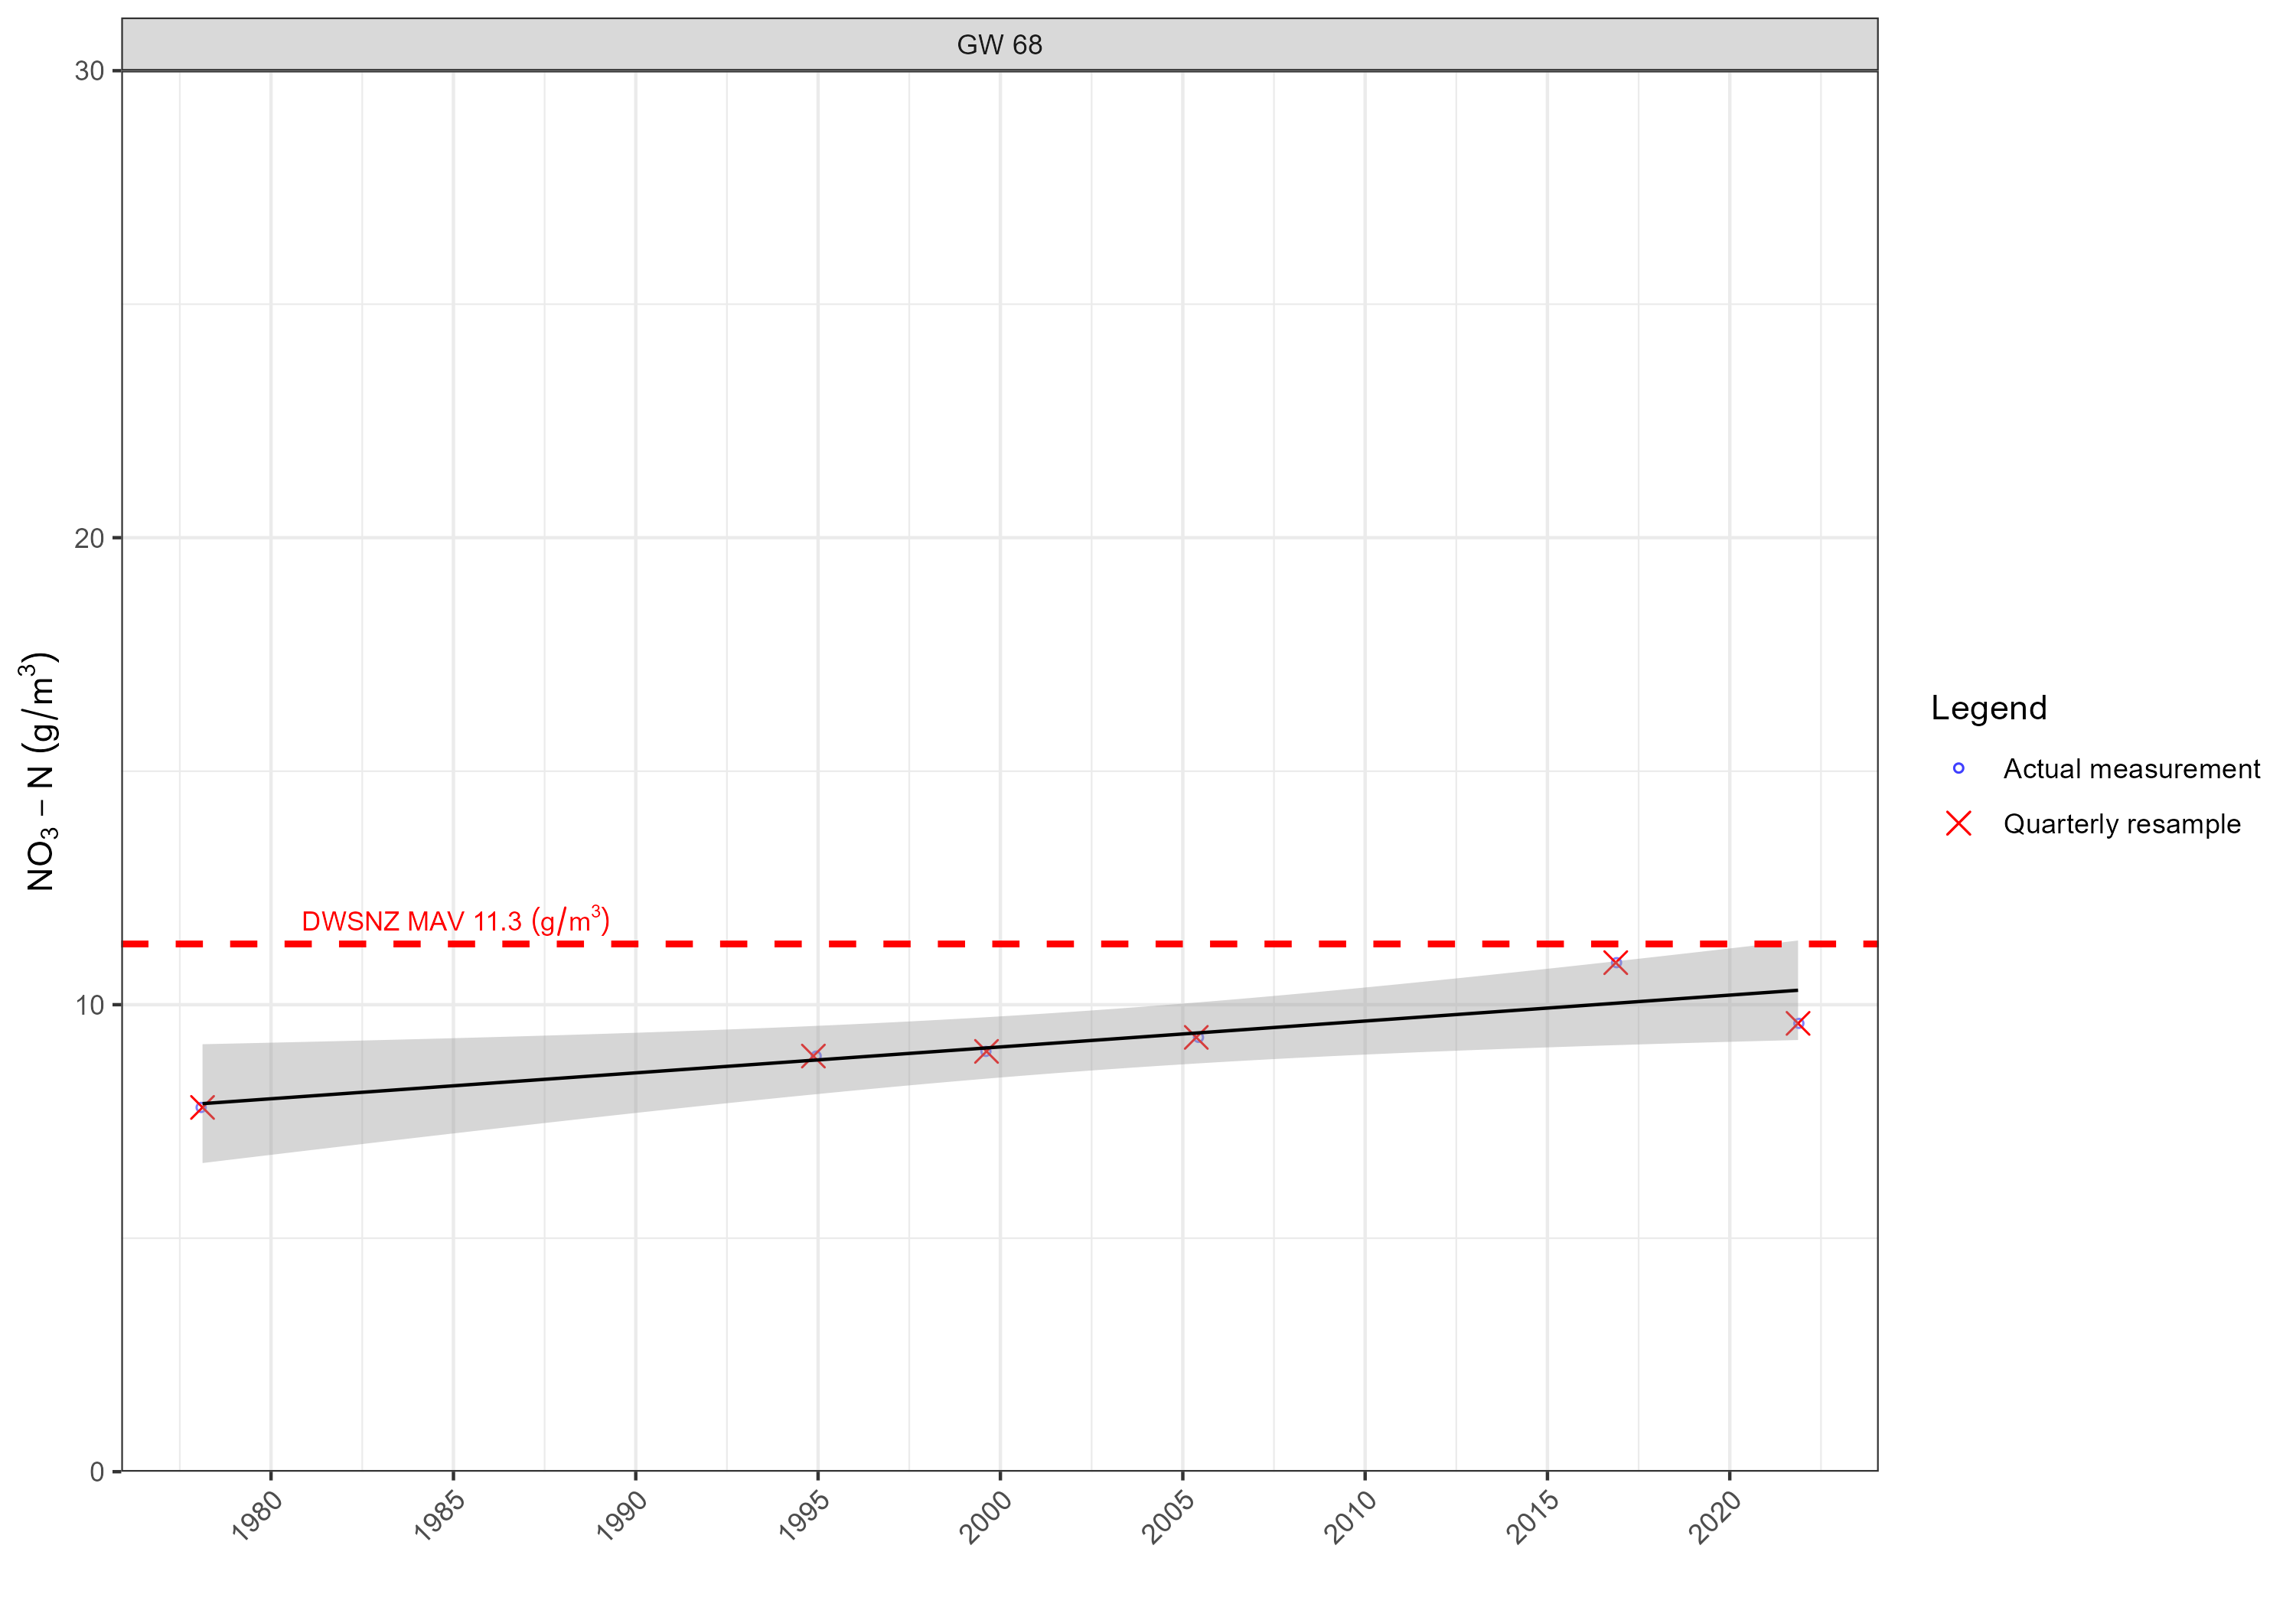 GW 68
30
20
10
0
NO₃ – N (g/m³)
DWSNZ MAV 11.3 (g/m³)
1980
1985
1990
1995
2000
2005
2010
2015
2020
Legend
Actual measurement
Quarterly resample